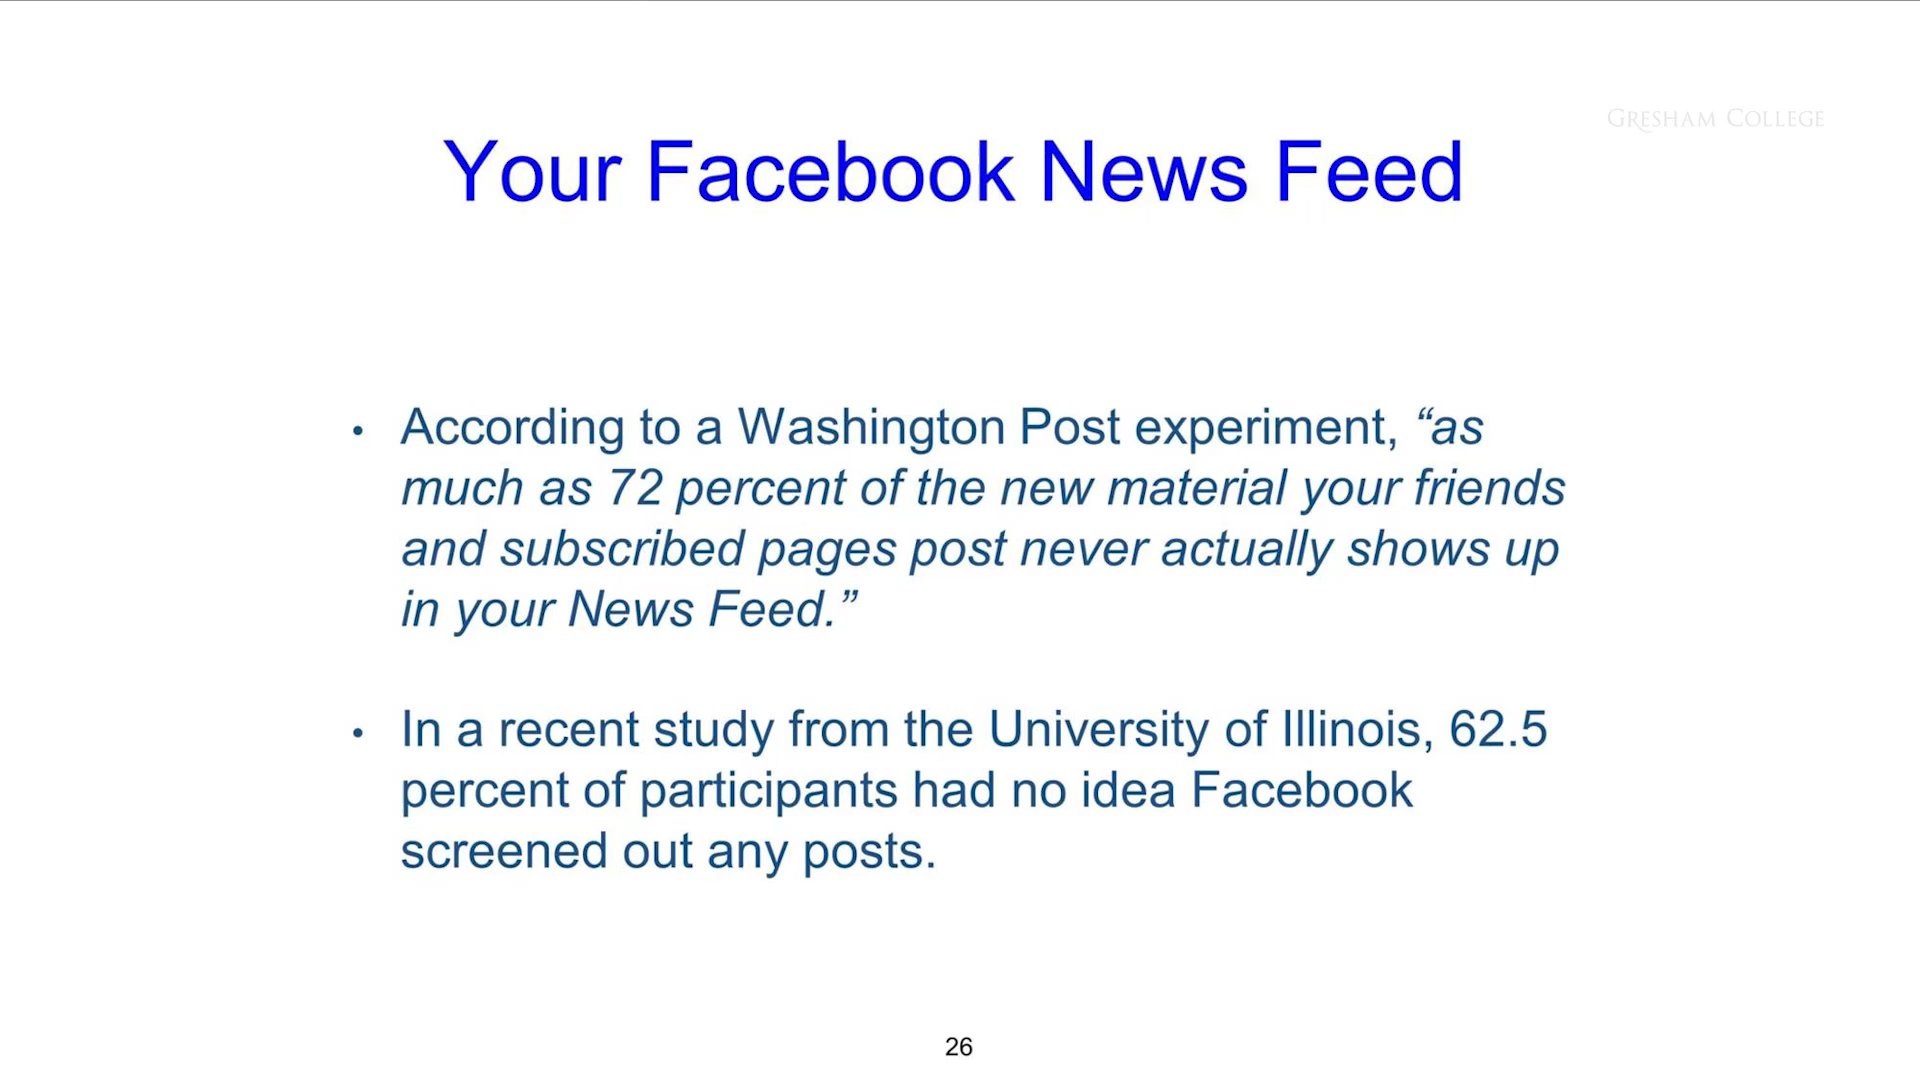 GRESHAM COLLEGE
Your Facebook News Feed
• According to a Washington Post experiment, “as
much as 72 percent of the new material your friends
and subscribed pages post never actually shows up
in your News Feed.”
• In a recent study from the University of Illinois, 62.5
percent of participants had no idea Facebook
screened out any posts.
26